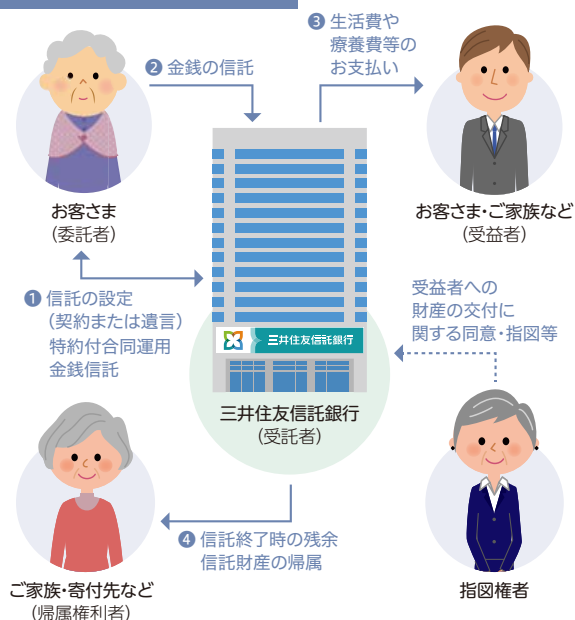 ❷ 金銭の信託
❸ 生活費や
療養費等の
お支払い
お客さま
(委託者)
お客さま・ご家族など
(受益者)
❶ 信託の設定
(契約または遺言)
特約付合同運用
金銭信託
三井住友信託銀行
三井住友信託銀行
(受託者)
受益者への
財産の交付に
関する同意・指図等
❹ 信託終了時の残余
信託財産の帰属
ご家族・寄付先など
(帰属権利者)
指図権者